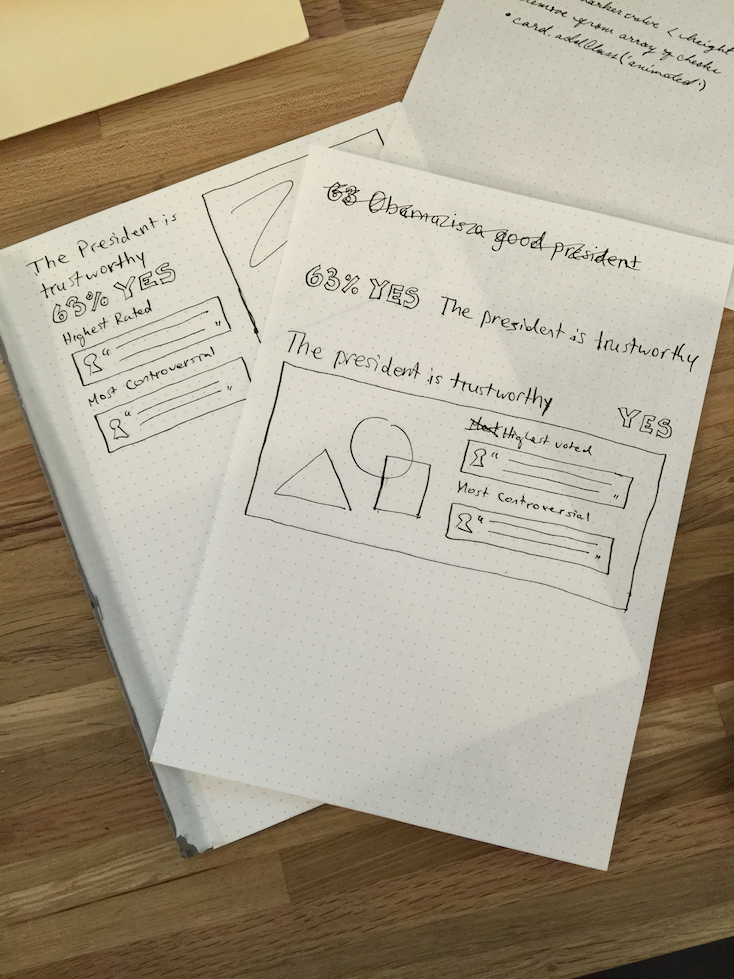 marker.value < height
remove from array of checks
• card.addClass('animated')
The President is
trustworthy
63% YES
Highest Rated
“
”
Most Controversial
“
63 Obama is a good president
63% YES The president is trustworthy
The president is trustworthy
YES
Most Highest voted
“
”
Most Controversial
“
”